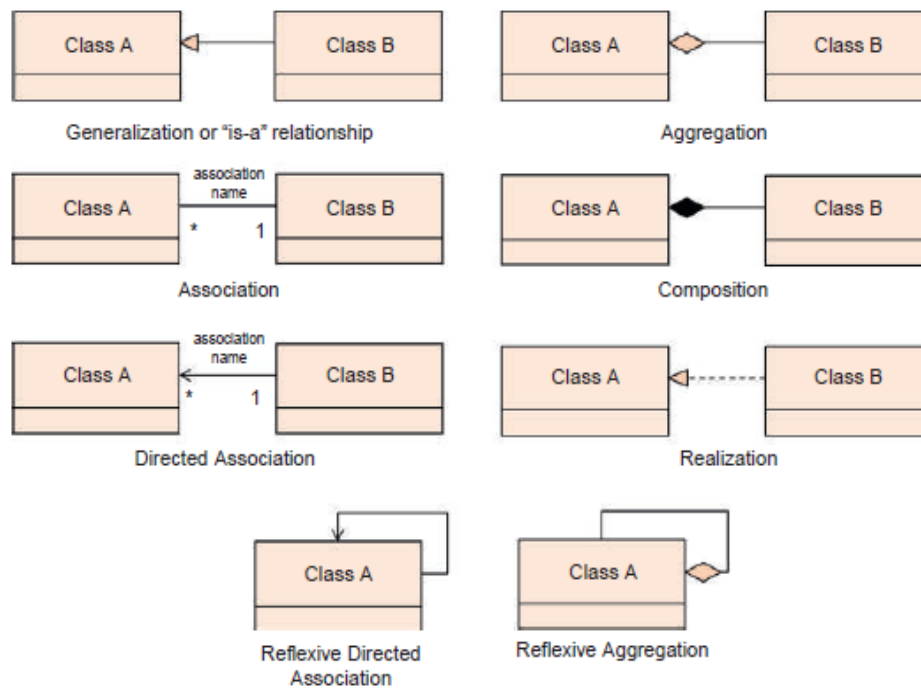 Class A
Class B
Class A
Class B
Generalization or “is-a” relationship
Aggregation
association
name
Class A
Class B
* 1
Class A
Class B
Association
Composition
association
name
Class A
Class B
* 1
Class A
Class B
Directed Association
Realization
Class A
Class A
Reflexive Directed
Association
Reflexive Aggregation